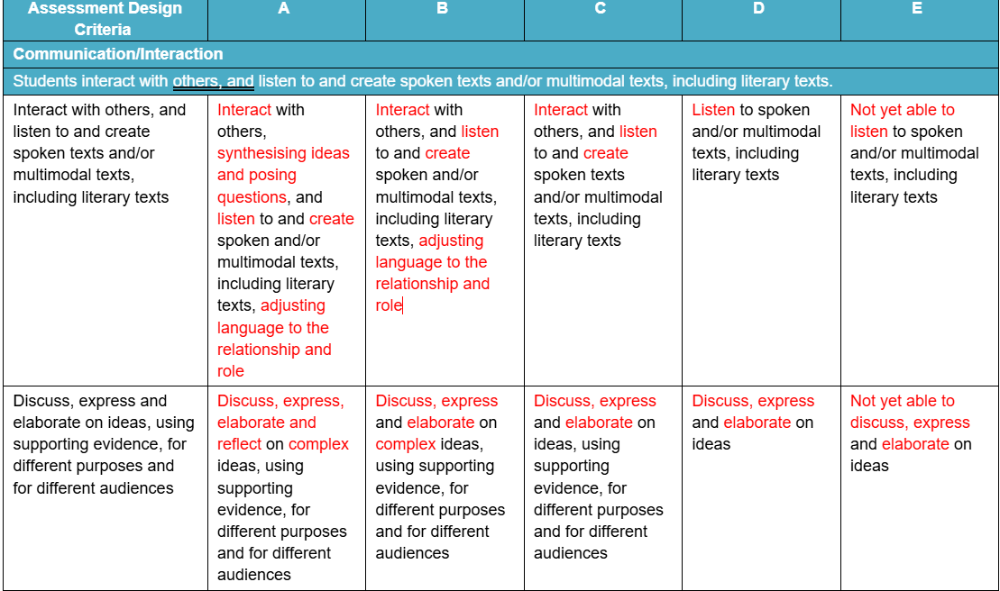 Assessment Design
Criteria
A
B
C
D
E
Communication/Interaction
Students interact with others, and listen to and create spoken texts and/or multimodal texts, including literary texts.
Interact with others, and
listen to and create
spoken texts and/or
multimodal texts,
including literary texts
Interact with
others,
synthesising ideas
and posing
questions, and
listen to and create
spoken and/or
multimodal texts,
including literary
texts, adjusting
language to the
relationship and
role
Interact with
others, and listen
to and create
spoken and/or
multimodal texts,
including literary
texts, adjusting
language to the
relationship and
role
Interact with
others, and listen
to and create
spoken texts
and/or multimodal
texts, including
literary texts
Listen to spoken
and/or multimodal
texts, including
literary texts
Not yet able to
listen to spoken
and/or multimodal
texts, including
literary texts
Discuss, express and
elaborate on ideas, using
supporting evidence, for
different purposes and
for different audiences
Discuss, express,
elaborate and
reflect on complex
ideas, using
supporting
evidence, for
different purposes
and for different
audiences
Discuss, express
and elaborate on
complex ideas,
using supporting
evidence, for
different purposes
and for different
audiences
Discuss, express
and elaborate on
ideas, using
supporting
evidence, for
different purposes
and for different
audiences
Discuss, express
and elaborate on
ideas
Not yet able to
discuss, express
and elaborate on
ideas